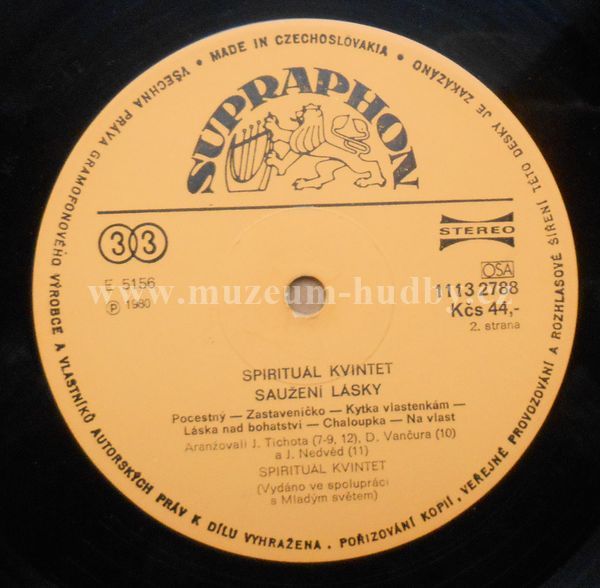 • MADE IN CZECHOSLOVAKIA •
VŠECHNA PRÁVA GRAMOFONOVÉHO VÝROBCE A VLASTNÍKŮ AUTORSKÝCH PRÁV K DÍLU VYHRAŽENA. POŘIZOVÁNÍ KOPIÍ, VEŘEJNÉ PROVOZOVÁNÍ A ROZHLASOVÉ ŠÍŘENÍ TÉTO DESKY JE ZAKÁZÁNO
SUPRAPHON
33
STEREO
E 5156
Ⓟ 1980
OSA
1113 2788
Kčs 44,-
2. strana
www.muzeum-hudby.cz
SPIRITUÁL KVINTET
SAUŽENÍ LÁSKY
Pocestný — Zastaveníčko — Kytka vlastenkám —
Láska nad bohatství — Chaloupka — Na vlast
Aranžovali J. Tichota (7-9, 12), D. Vančura (10)
a J. Nedvěd (11)
SPIRITUÁL KVINTET
(Vydáno ve spolupráci
s Mladým světem)